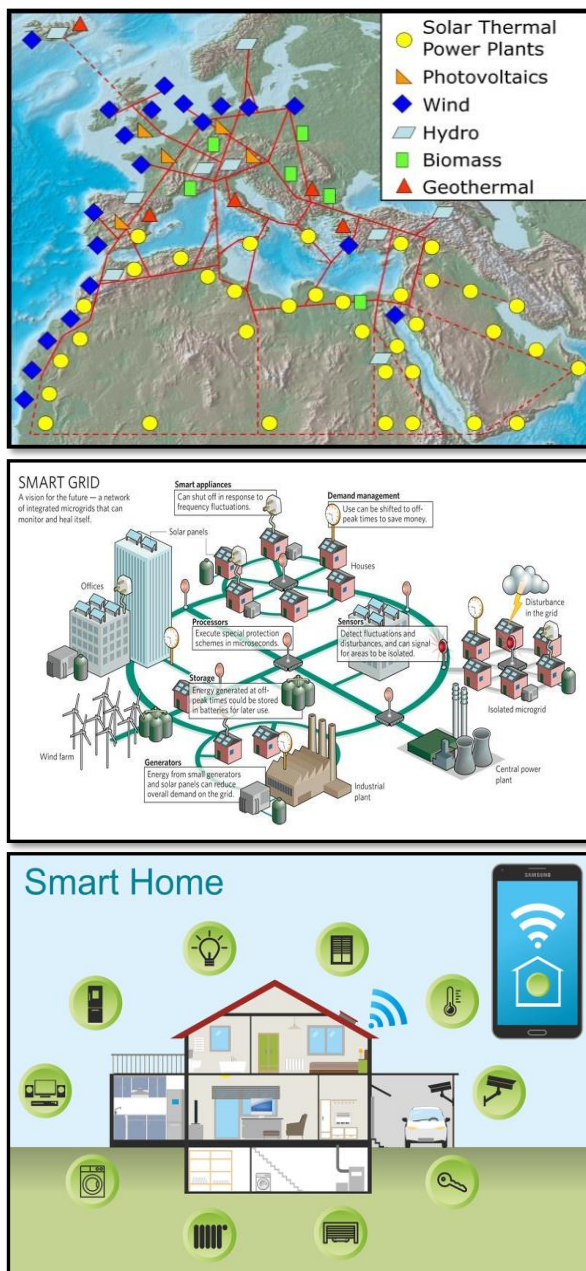 Solar Thermal
Power Plants
Photovoltaics
Wind
Hydro
Biomass
Geothermal
SMART GRID
A vision for the future — a network
of integrated microgrids that can
monitor and heal itself.
Smart appliances
Can shut off in response to
frequency fluctuations.
Demand management
Use can be shifted to off-
peak times to save money.
Solar panels
Houses
Offices
Processors
Execute special protection
schemes in microseconds.
Sensors
Detect fluctuations and
disturbances, and can signal
for areas to be isolated.
Disturbance
in the grid
Storage
Energy generated at off-
peak times could be stored
in batteries for later use.
Isolated microgrid
Wind farm
Generators
Energy from small generators
and solar panels can reduce
overall demand on the grid.
Industrial
plant
Central power
plant
Smart Home
SAMSUNG